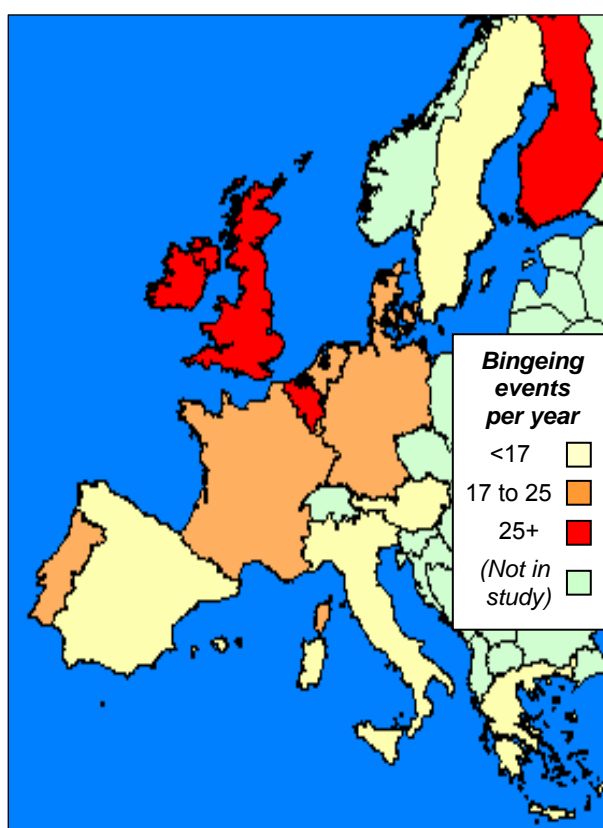 Bingeing
events
per year
<17
17 to 25
25+
(Not in
study)